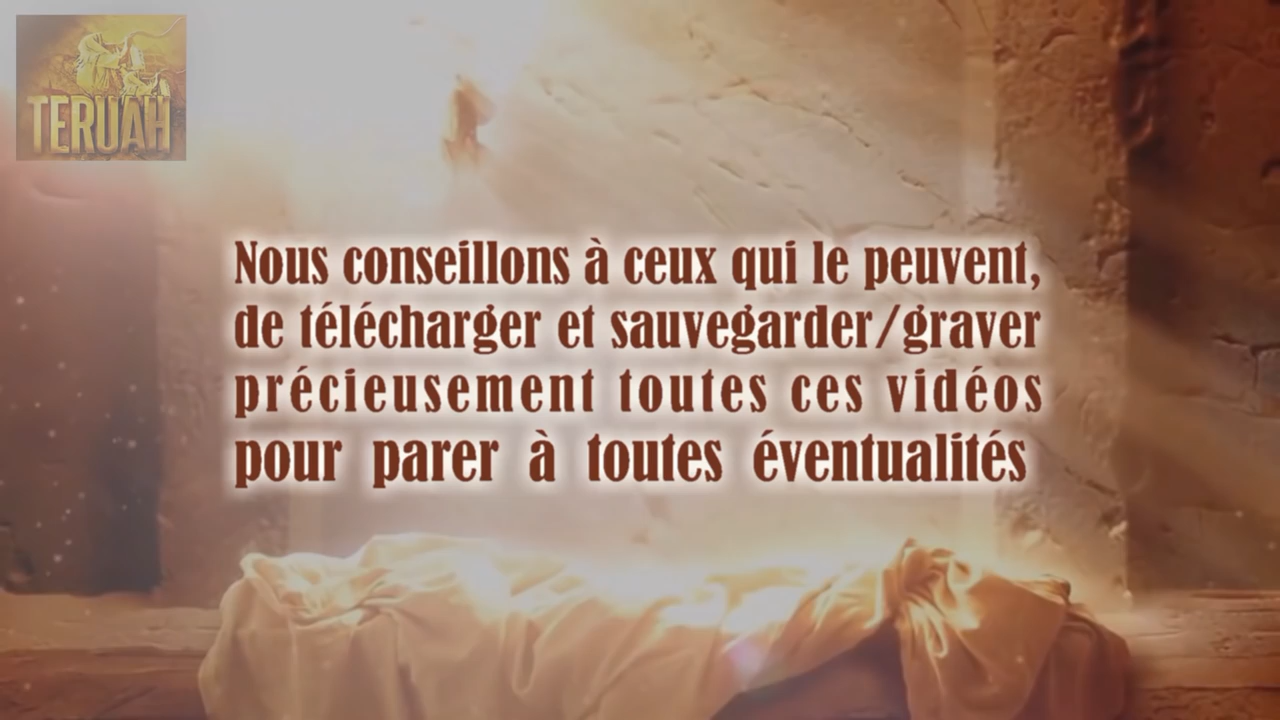 TERUAH
Nous conseillons à ceux qui le peuvent,
de télécharger et sauvegarder/graver
précieusement toutes ces vidéos
pour parer à toutes éventualités